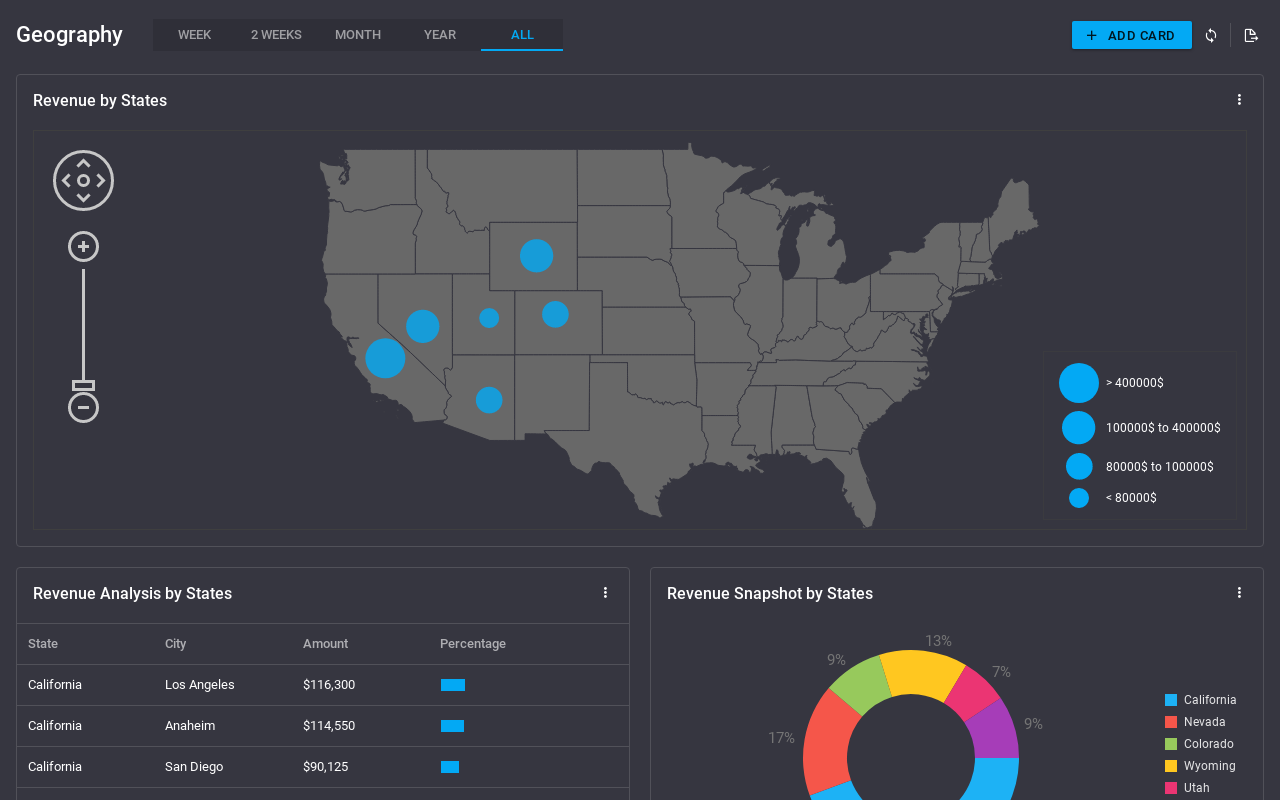 Geography
WEEK 2 WEEKS MONTH YEAR ALL
ADD CARD
Revenue by States
> 400000$
100000$ to 400000$
80000$ to 100000$
< 80000$
Revenue Analysis by States
State City Amount Percentage
California Los Angeles $116,300
California Anaheim $114,550
California San Diego $90,125
Revenue Snapshot by States
13%
9%
7%
9%
17%
California
Nevada
Colorado
Wyoming
Utah